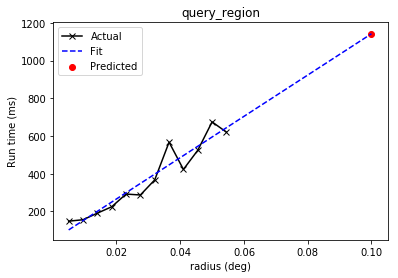 query_region
Actual
Fit
Predicted
Run time (ms)
1200
1000
800
600
400
200
0.02 0.04 0.06 0.08 0.10
radius (deg)